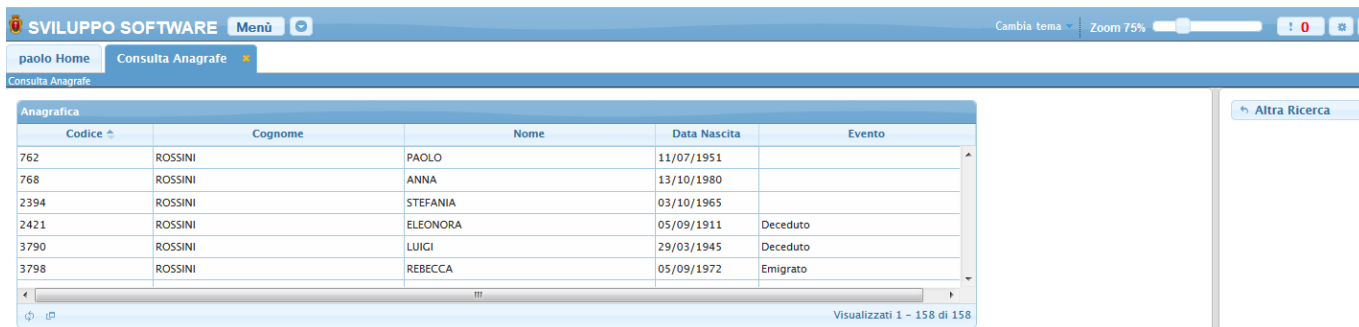 SVILUPPO SOFTWARE Menù Cambia tema Zoom 75% ! 0
paolo Home Consulta Anagrafe
Consulta Anagrafe
Anagrafica Altra Ricerca
Codice Cognome Nome Data Nascita Evento
762 ROSSINI PAOLO 11/07/1951
768 ROSSINI ANNA 13/10/1980
2394 ROSSINI STEFANIA 03/10/1965
2421 ROSSINI ELEONORA 05/09/1911 Deceduto
3790 ROSSINI LUIGI 29/03/1945 Deceduto
3798 ROSSINI REBECCA 05/09/1972 Emigrato
Visualizzati 1 - 158 di 158